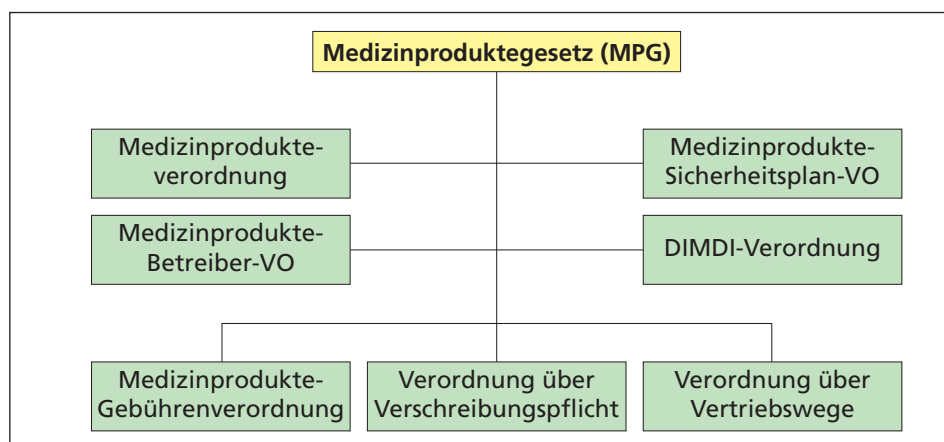 Medizinproduktegesetz (MPG)
Medizinprodukte-
verordnung
Medizinprodukte-
Sicherheitsplan-VO
Medizinprodukte-
Betreiber-VO
DIMDI-Verordnung
Medizinprodukte-
Gebührenverordnung
Verordnung über
Verschreibungspflicht
Verordnung über
Vertriebswege